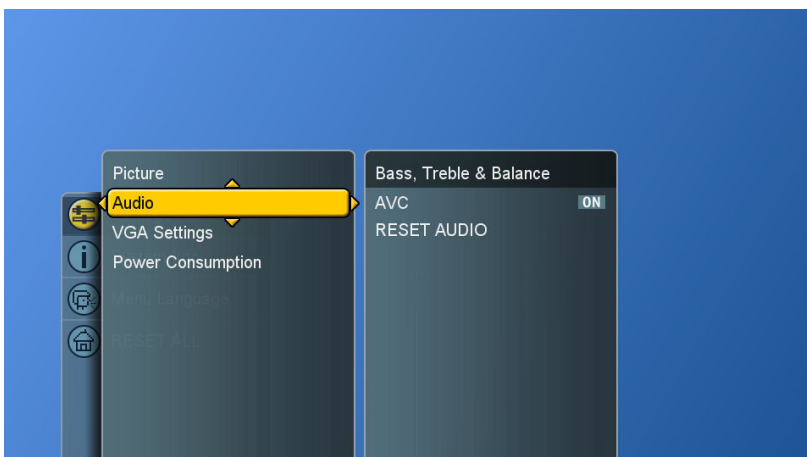 Picture
Audio
VGA Settings
Power Consumption
Menu Language
RESET ALL
Bass, Treble & Balance
AVC ON
RESET AUDIO